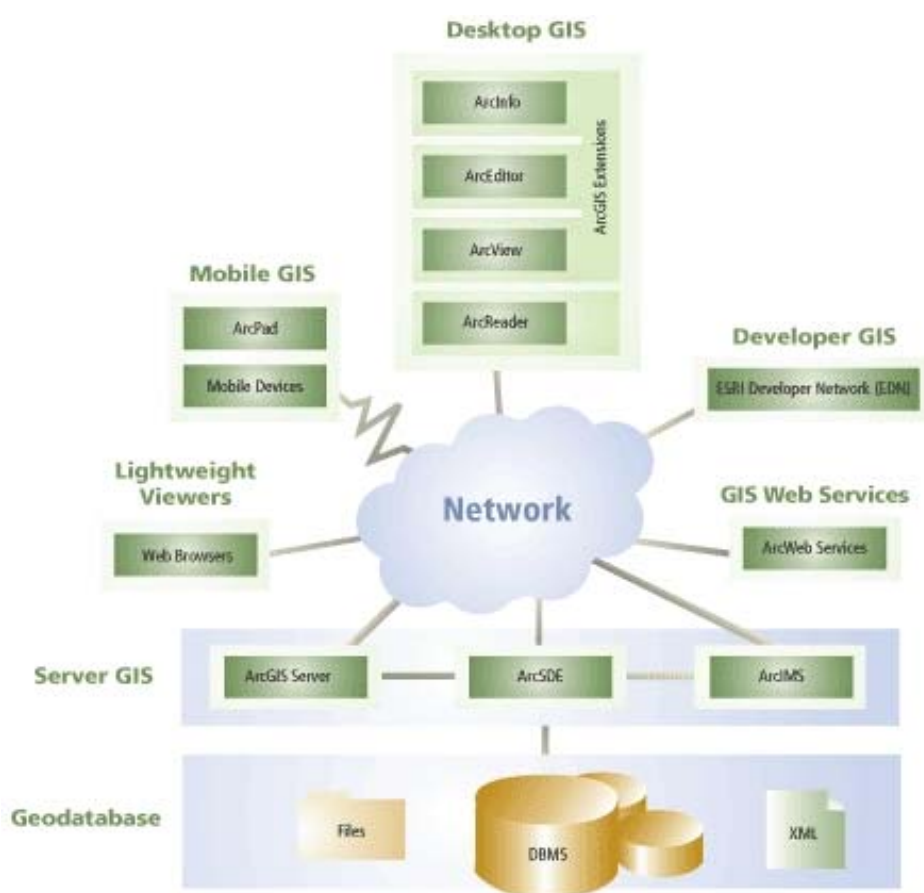 Desktop GIS
ArcInfo
ArcEditor
ArcView
ArcReader
ArcGIS Extensions
Mobile GIS
ArcPad
Mobile Devices
Developer GIS
ESRI Developer Network (EDN)
Lightweight
Viewers
Web Browsers
Network
GIS Web Services
ArcWeb Services
Server GIS
ArcGIS Server
ArcSDE
ArcIMS
Geodatabase
Files
DBMS
XML